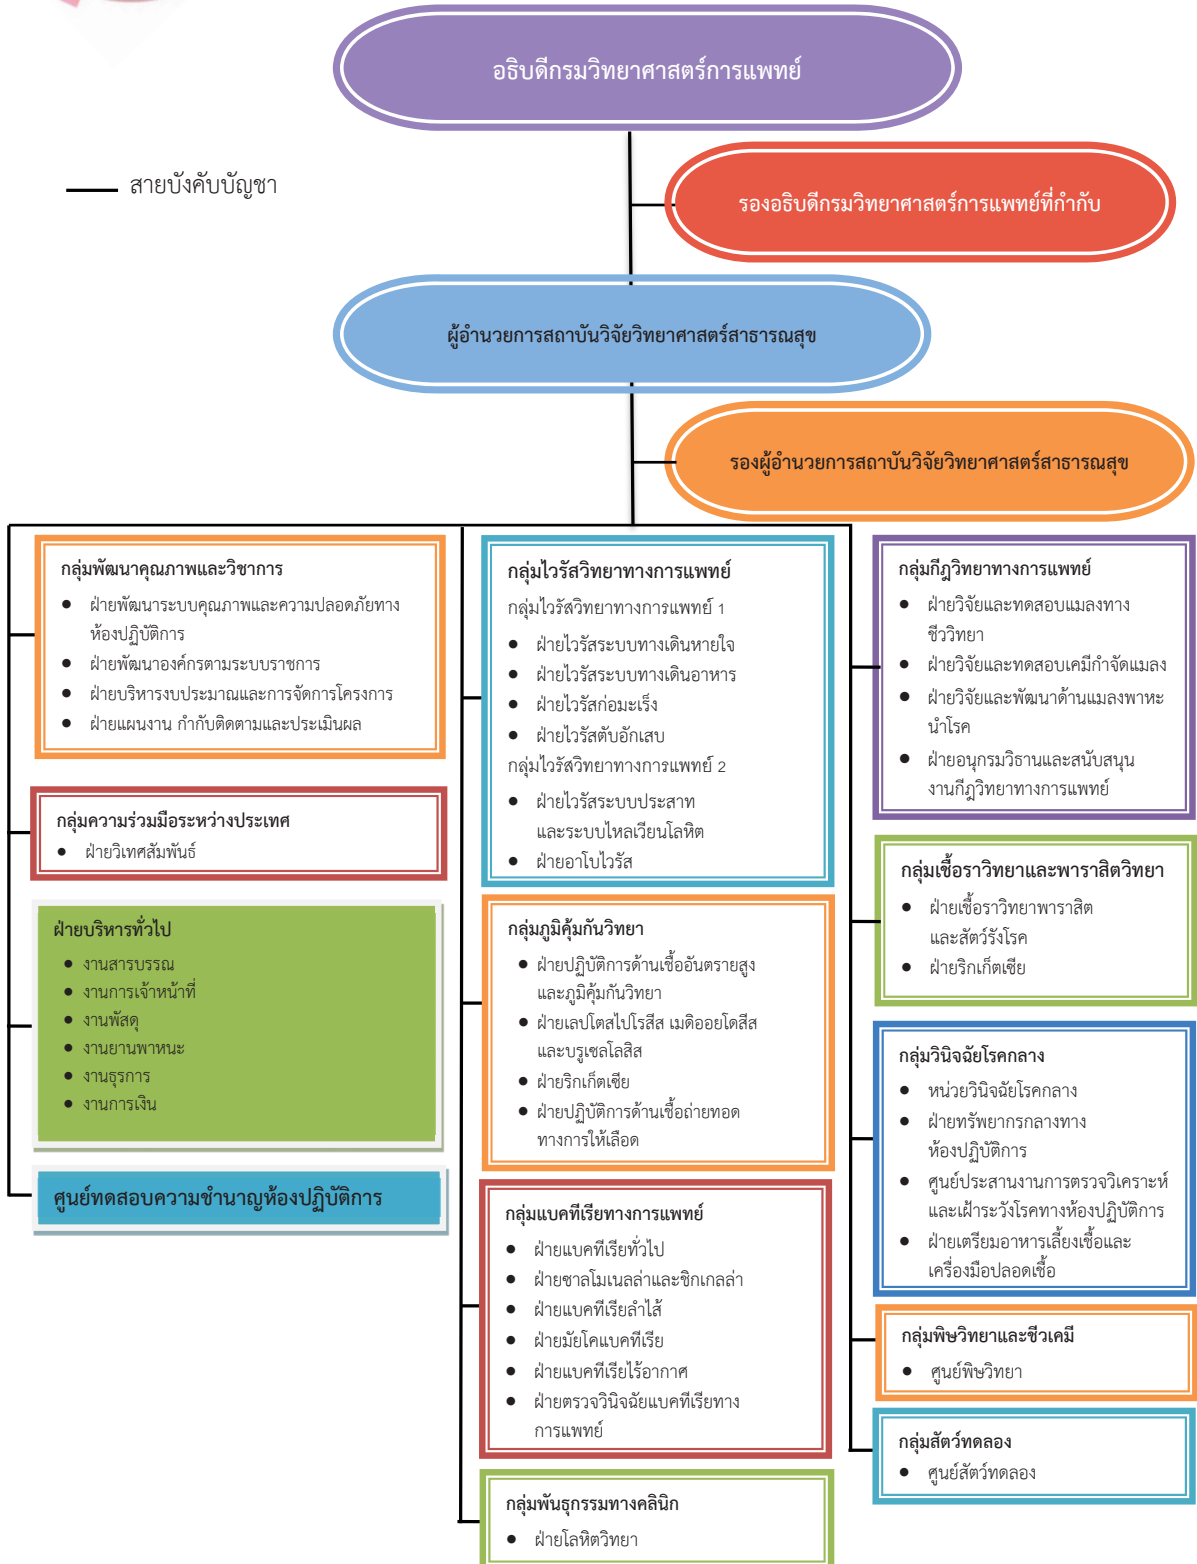 อธิบดีกรมวิทยาศาสตร์การแพทย์
สายบังคับบัญชา
รองอธิบดีกรมวิทยาศาสตร์การแพทย์ที่กำกับ
ผู้อำนวยการสถาบันวิจัยวิทยาศาสตร์สาธารณสุข
รองผู้อำนวยการสถาบันวิจัยวิทยาศาสตร์สาธารณสุข
กลุ่มพัฒนาคุณภาพและวิชาการ
● ฝ่ายพัฒนาระบบคุณภาพและความปลอดภัยทาง
ห้องปฏิบัติการ
● ฝ่ายพัฒนาองค์กรตามระบบราชการ
● ฝ่ายบริหารงบประมาณและการจัดการโครงการ
● ฝ่ายแผนงาน กำกับติดตามและประเมินผล
กลุ่มความร่วมมือระหว่างประเทศ
● ฝ่ายวิเทศสัมพันธ์
ฝ่ายบริหารทั่วไป
● งานสารบรรณ
● งานการเจ้าหน้าที่
● งานพัสดุ
● งานยานพาหนะ
● งานธุรการ
● งานการเงิน
ศูนย์ทดสอบความชำนาญห้องปฏิบัติการ
กลุ่มไวรัสวิทยาทางการแพทย์
กลุ่มไวรัสวิทยาทางการแพทย์ 1
● ฝ่ายไวรัสระบบทางเดินหายใจ
● ฝ่ายไวรัสระบบทางเดินอาหาร
● ฝ่ายไวรัสก่อมะเร็ง
● ฝ่ายไวรัสตับอักเสบ
กลุ่มไวรัสวิทยาทางการแพทย์ 2
● ฝ่ายไวรัสระบบประสาท
และระบบไหลเวียนโลหิต
● ฝ่ายอาโบไวรัส
กลุ่มภูมิคุ้มกันวิทยา
● ฝ่ายปฏิบัติการด้านเชื้ออันตรายสูง
และภูมิคุ้มกันวิทยา
● ฝ่ายเลปโตสไปโรสีส เมดิออยโดสีส
และบรูเซลโลสิส
● ฝ่ายริกเก็ตเซีย
● ฝ่ายปฏิบัติการด้านเชื้อถ่ายทอด
ทางการให้เลือด
กลุ่มแบคทีเรียทางการแพทย์
● ฝ่ายแบคทีเรียทั่วไป
● ฝ่ายซาลโมเนลล่าและชิกเกลล่า
● ฝ่ายแบคทีเรียลำไส้
● ฝ่ายมัยโคแบคทีเรีย
● ฝ่ายแบคทีเรียไร้อากาศ
● ฝ่ายตรวจวินิจฉัยแบคทีเรียทาง
การแพทย์
กลุ่มพันธุกรรมทางคลินิก
● ฝ่ายโลหิตวิทยา
กลุ่มกีฏวิทยาทางการแพทย์
● ฝ่ายวิจัยและทดสอบแมลงทาง
ชีววิทยา
● ฝ่ายวิจัยและทดสอบเคมีกำจัดแมลง
● ฝ่ายวิจัยและพัฒนาด้านแมลงพาหะ
นำโรค
● ฝ่ายอนุกรมวิธานและสนับสนุน
งานกีฏวิทยาทางการแพทย์
กลุ่มเชื้อราวิทยาและพาราสิตวิทยา
● ฝ่ายเชื้อราวิทยาพาราสิต
และสัตว์รังโรค
● ฝ่ายริกเก็ตเซีย
กลุ่มวินิจฉัยโรคกลาง
● หน่วยวินิจฉัยโรคกลาง
● ฝ่ายทรัพยากรกลางทาง
ห้องปฏิบัติการ
● ศูนย์ประสานงานการตรวจวิเคราะห์
และเฝ้าระวังโรคทางห้องปฏิบัติการ
● ฝ่ายเตรียมอาหารเลี้ยงเชื้อและ
เครื่องมือปลอดเชื้อ
กลุ่มพิษวิทยาและชีวเคมี
● ศูนย์พิษวิทยา
กลุ่มสัตว์ทดลอง
● ศูนย์สัตว์ทดลอง